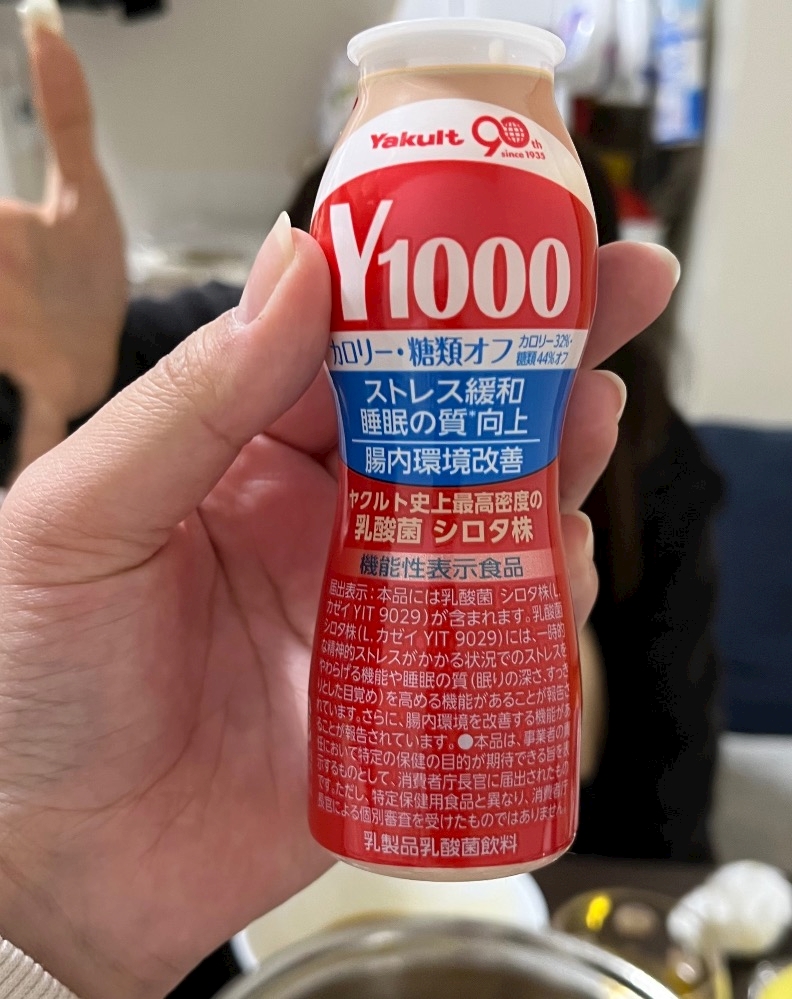 Yakult 90th
since 1935
Y1000
カロリー・糖類オフ カロリー32%・
糖類44%オフ
ストレス緩和
睡眠の質*向上
腸内環境改善
ヤクルト史上最高密度の
乳酸菌 シロタ株
機能性表示食品
届出表示:本品には乳酸菌 シロタ株(L.
カゼイ YIT 9029)が含まれます。乳酸菌
シロタ株(L. カゼイ YIT 9029)には、一時的
な精神的ストレスがかかる状況でのストレスを
やわらげる機能や睡眠の質(眠りの深さ、すっき
りとした目覚め)を高める機能があることが報告さ
れています。さらに、腸内環境を改善する機能があ
ることが報告されています。●本品は、事業者の責
任において特定の保健の目的が期待できる旨を表
示するものとして、消費者庁長官に届出されたもの
です。ただし、特定保健用食品と異なり、消費者庁
長官による個別審査を受けたものではありません。
乳製品乳酸菌飲料